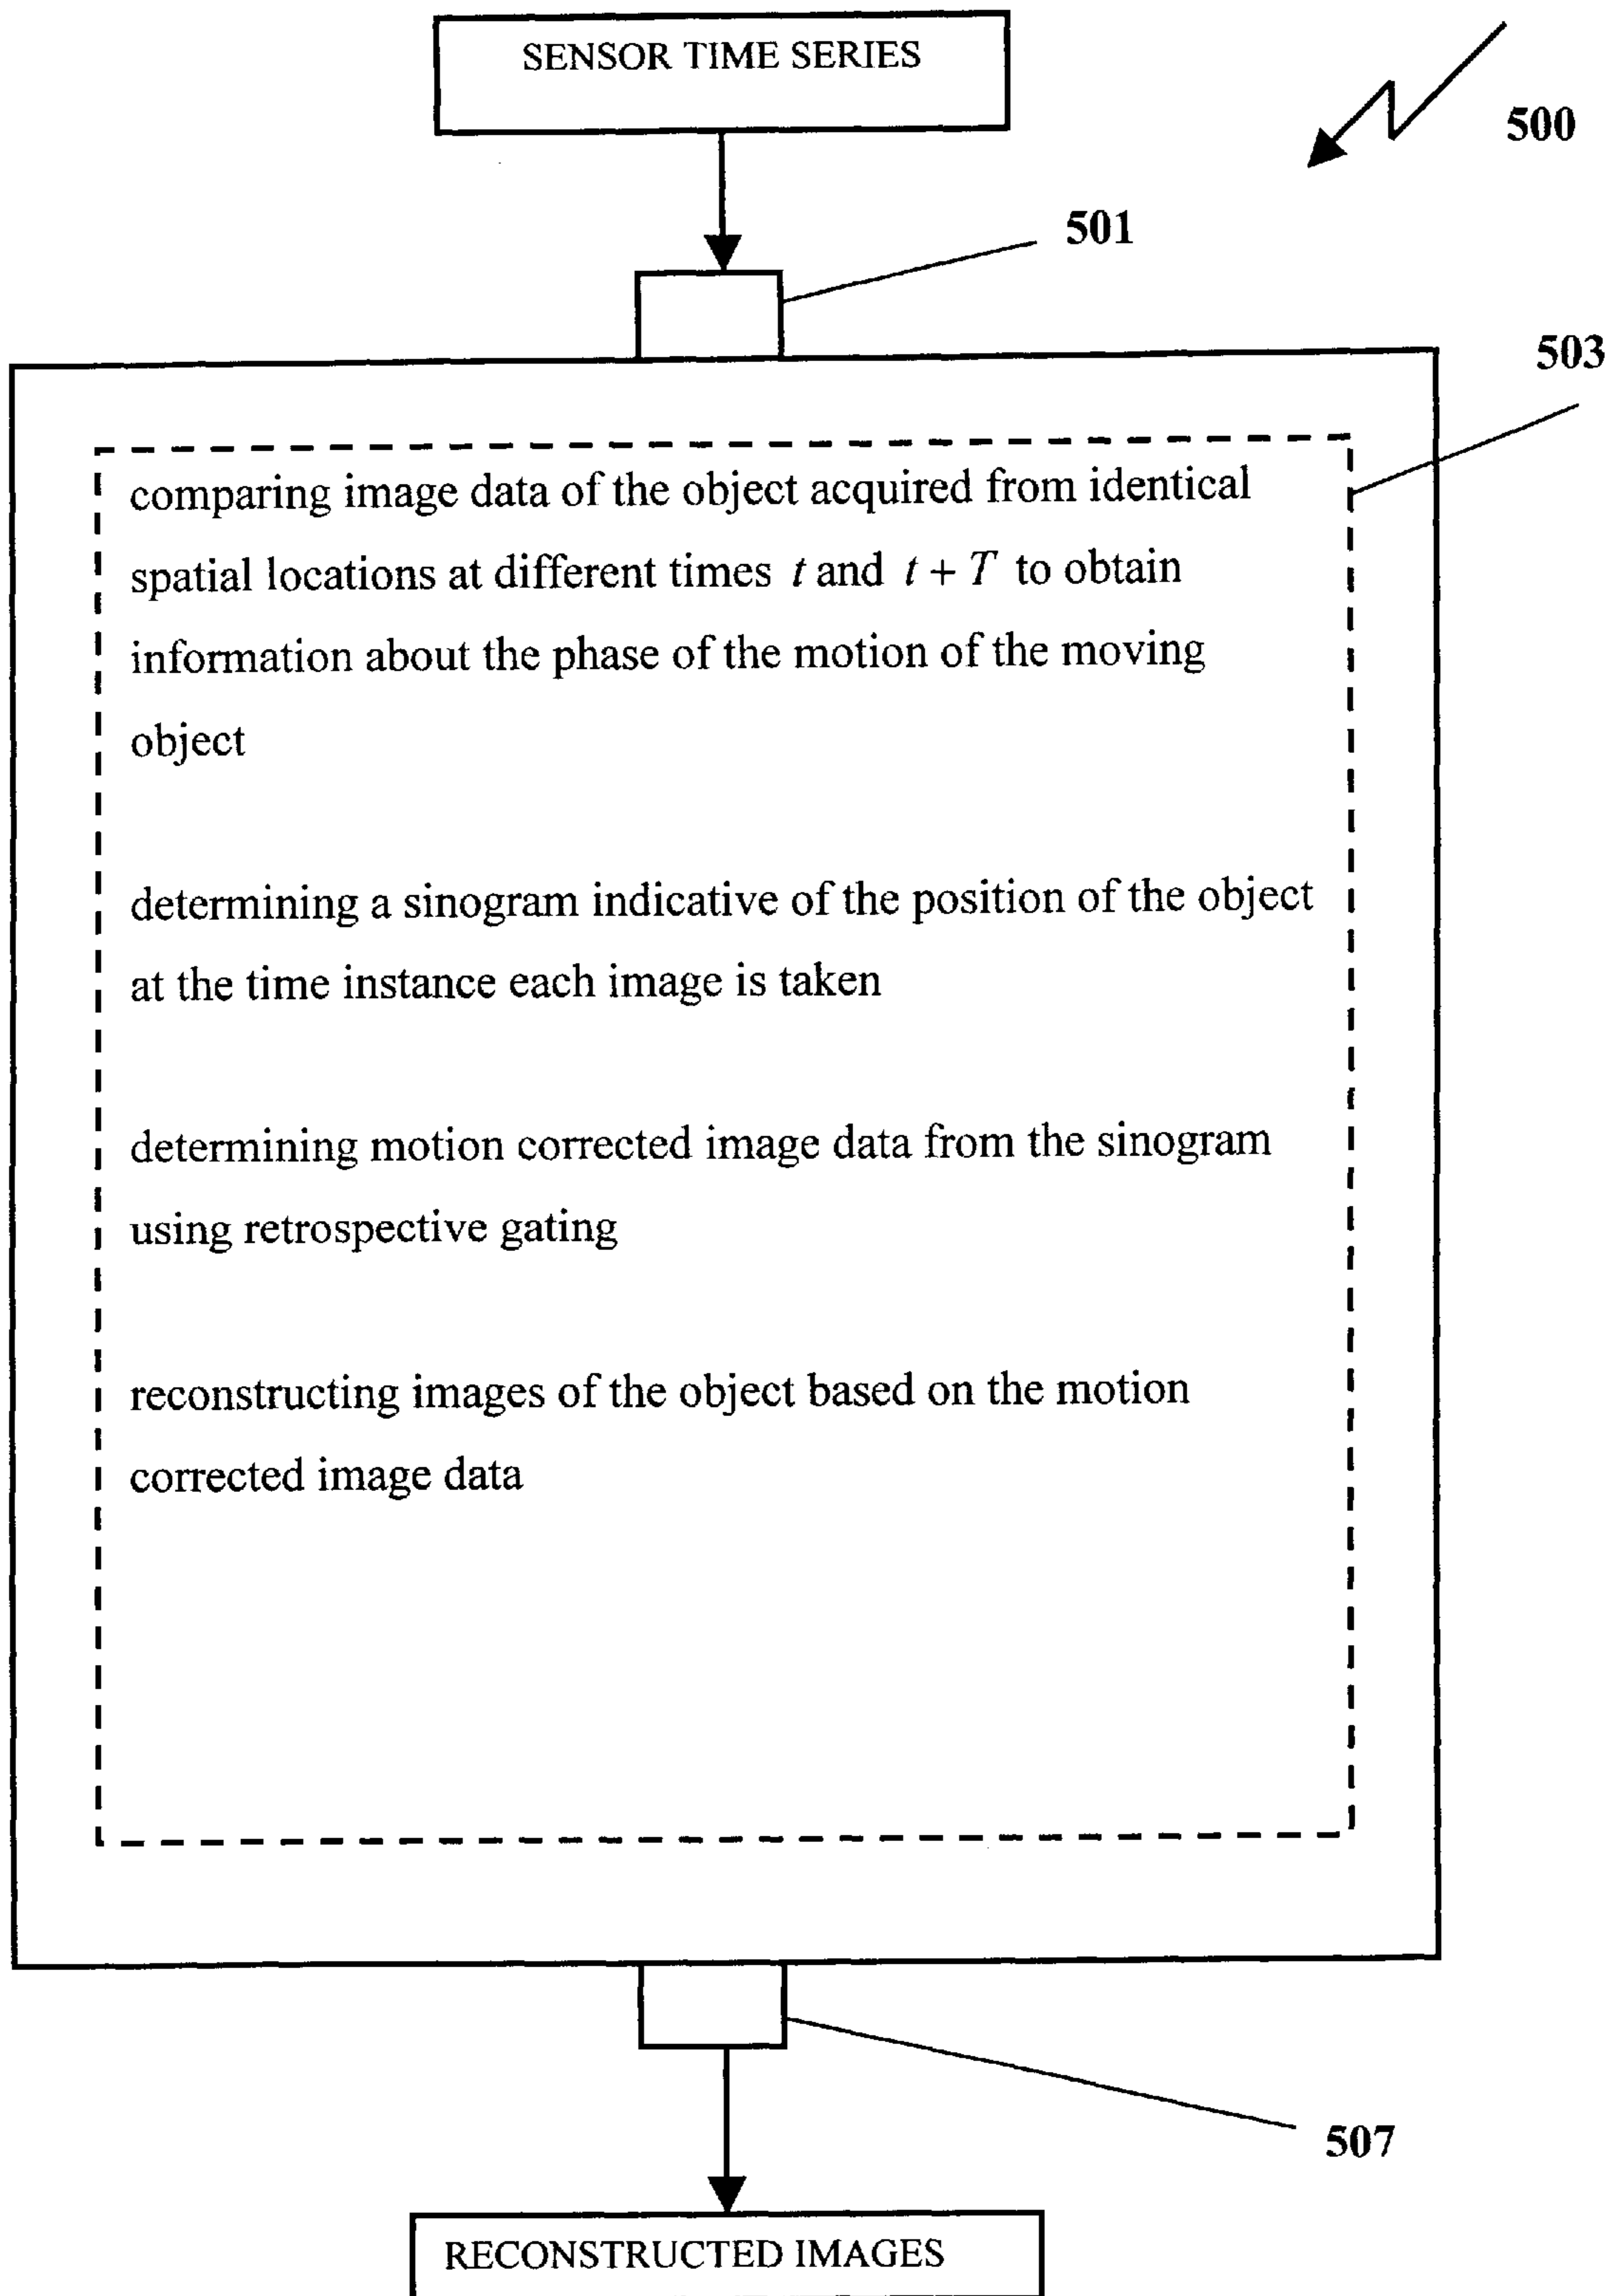 SENSOR TIME SERIES
500
501
503
comparing image data of the object acquired from identical
spatial locations at different times t and t + T to obtain
information about the phase of the motion of the moving
object
determining a sinogram indicative of the position of the object
at the time instance each image is taken
determining motion corrected image data from the sinogram
using retrospective gating
reconstructing images of the object based on the motion
corrected image data
507
RECONSTRUCTED IMAGES